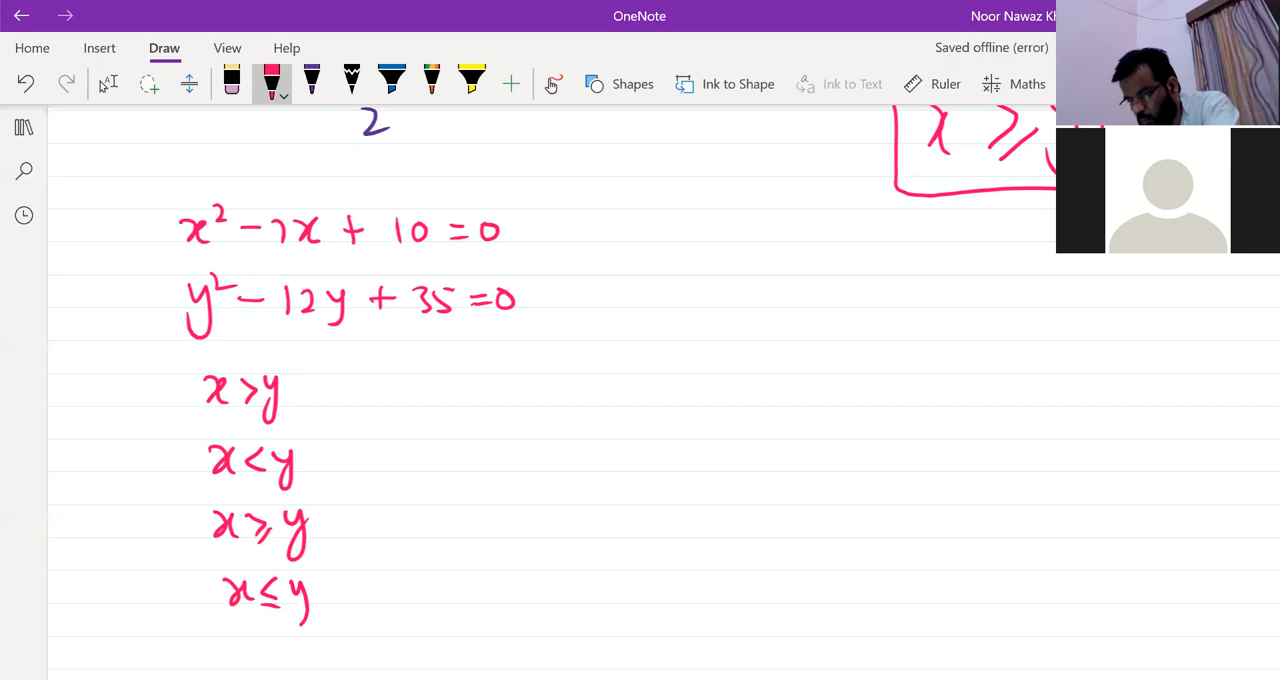 OneNote
Noor Nawaz Kh
Home Insert Draw View Help
Saved offline (error)
Shapes Ink to Shape Ink to Text Ruler Maths
2
x ≥
x² - 7x + 10 = 0
y² - 12y + 35 = 0
x > y
x < y
x ≥ y
x ≤ y